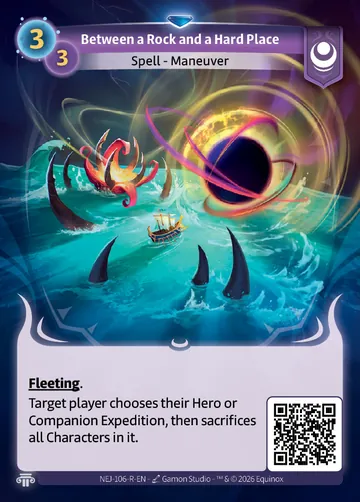 3
3
Between a Rock and a Hard Place
Spell - Maneuver
Fleeting.
Target player chooses their Hero or
Companion Expedition, then sacrifices
all Characters in it.
NEJ-106-R-EN - Gamon Studio - ™ & © 2026 Equinox